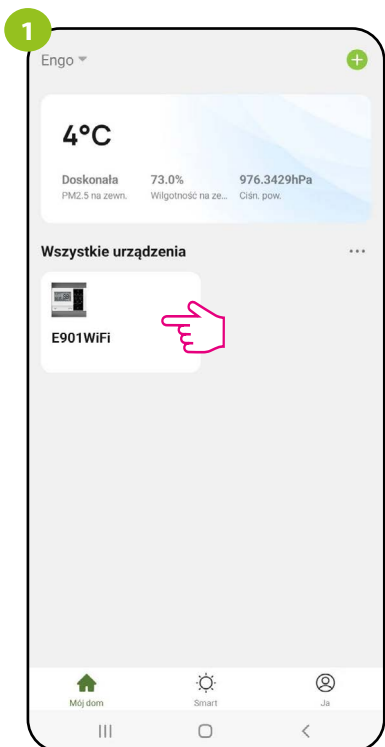 1
Engo
4°C
Doskonała 73.0% 976.3429hPa
PM2.5 na zewn. Wilgotność na ze... Ciśn. pow.
Wszystkie urządzenia
E901WiFi
Mój dom Smart Ja